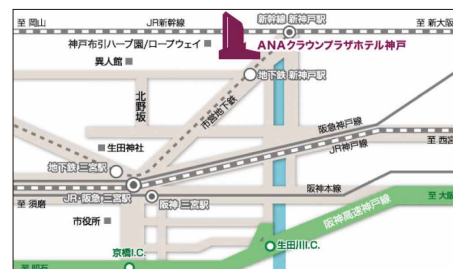 至 岡山
JR新幹線
新幹線 新神戸駅
至 新大阪
神戸布引ハーブ園/ロープウェイ
ANAクラウンプラザホテル神戸
異人館
地下鉄 新神戸駅
北野坂
市営地下鉄
阪急神戸線
JR神戸線
生田神社
至 西宮
地下鉄 三宮駅
阪神本線
至 須磨
JR・阪急 三宮駅
阪神 三宮駅
至 大阪
市役所
阪神高速神戸線
生田川I.C.
京橋I.C.
至 明石